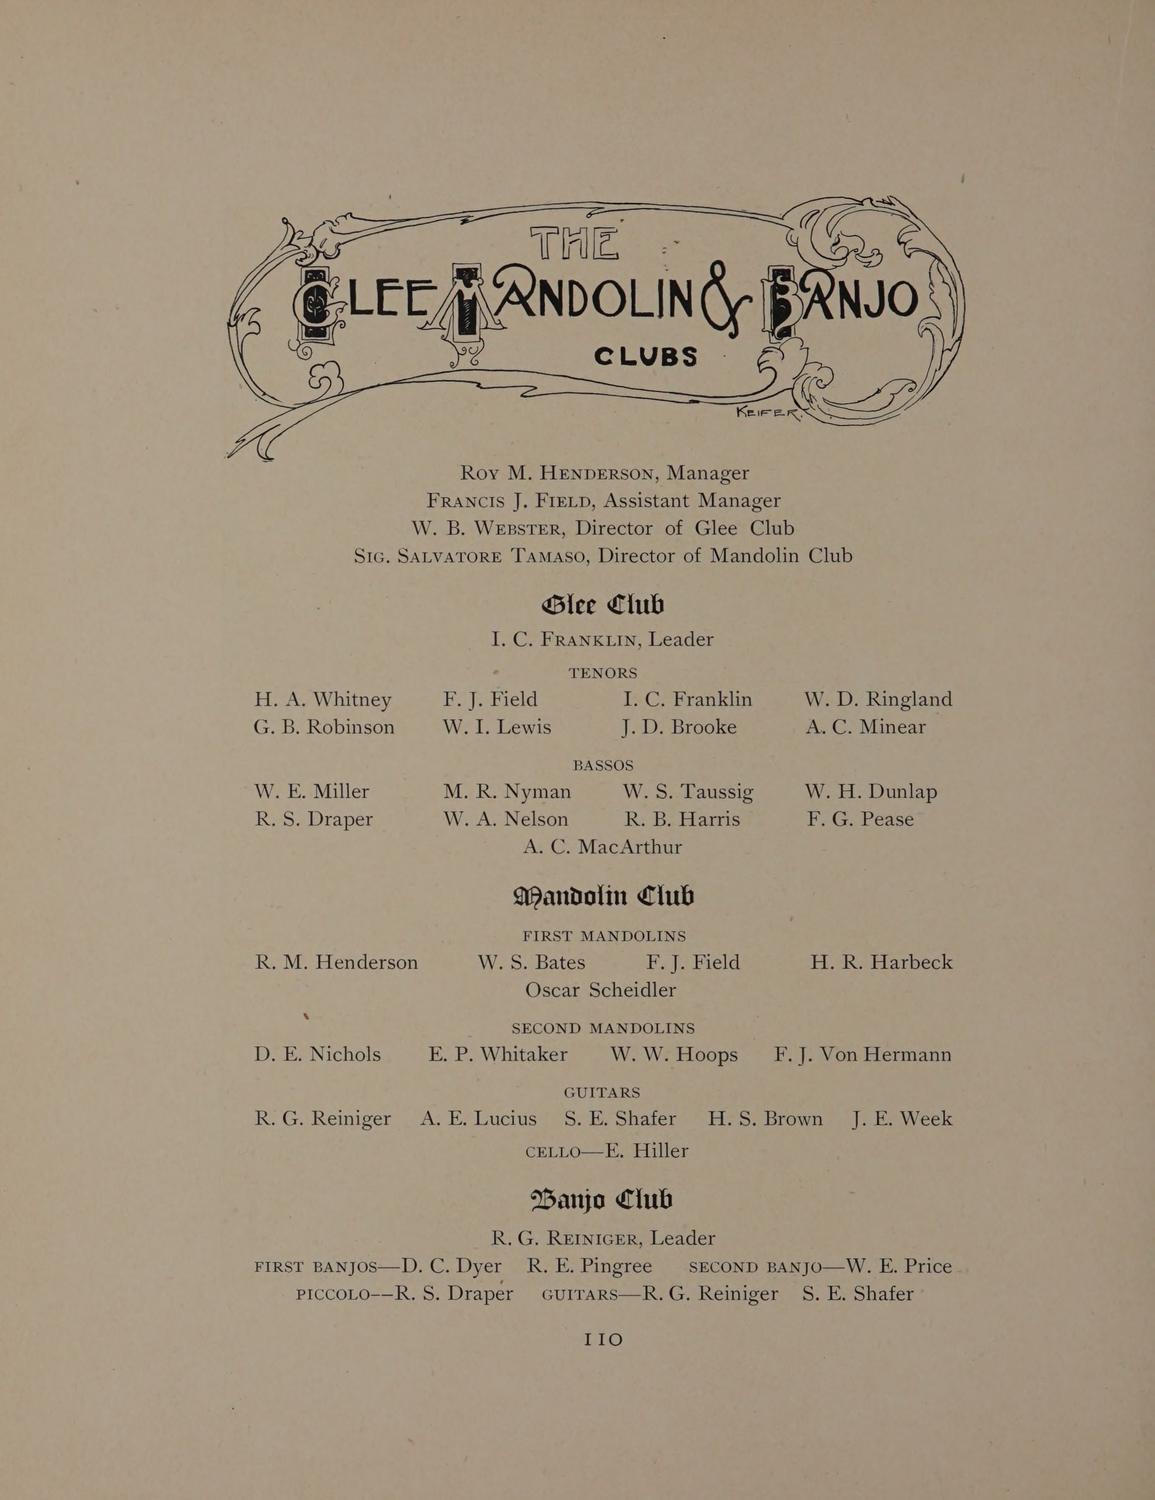 THE
GLEE MANDOLIN & BANJO
CLUBS
KEIFER.
Roy M. Henderson, Manager
Francis J. Field, Assistant Manager
W. B. Webster, Director of Glee Club
Sig. Salvatore Tamaso, Director of Mandolin Club
Glee Club
I. C. Franklin, Leader
TENORS
H. A. Whitney F. J. Field I. C. Franklin W. D. Ringland
G. B. Robinson W. I. Lewis J. D. Brooke A. C. Minear
BASSOS
W. E. Miller M. R. Nyman W. S. Taussig W. H. Dunlap
R. S. Draper W. A. Nelson R. B. Harris F. G. Pease
A. C. MacArthur
Mandolin Club
FIRST MANDOLINS
R. M. Henderson W. S. Bates F. J. Field H. R. Harbeck
Oscar Scheidler
SECOND MANDOLINS
D. E. Nichols E. P. Whitaker W. W. Hoops F. J. Von Hermann
GUITARS
R. G. Reiniger A. E. Lucius S. E. Shafer H. S. Brown J. E. Week
CELLO—E. Hiller
Banjo Club
R. G. Reiniger, Leader
FIRST BANJOS—D. C. Dyer R. E. Pingree SECOND BANJO—W. E. Price
PICCOLO--R. S. Draper GUITARS—R. G. Reiniger S. E. Shafer
110